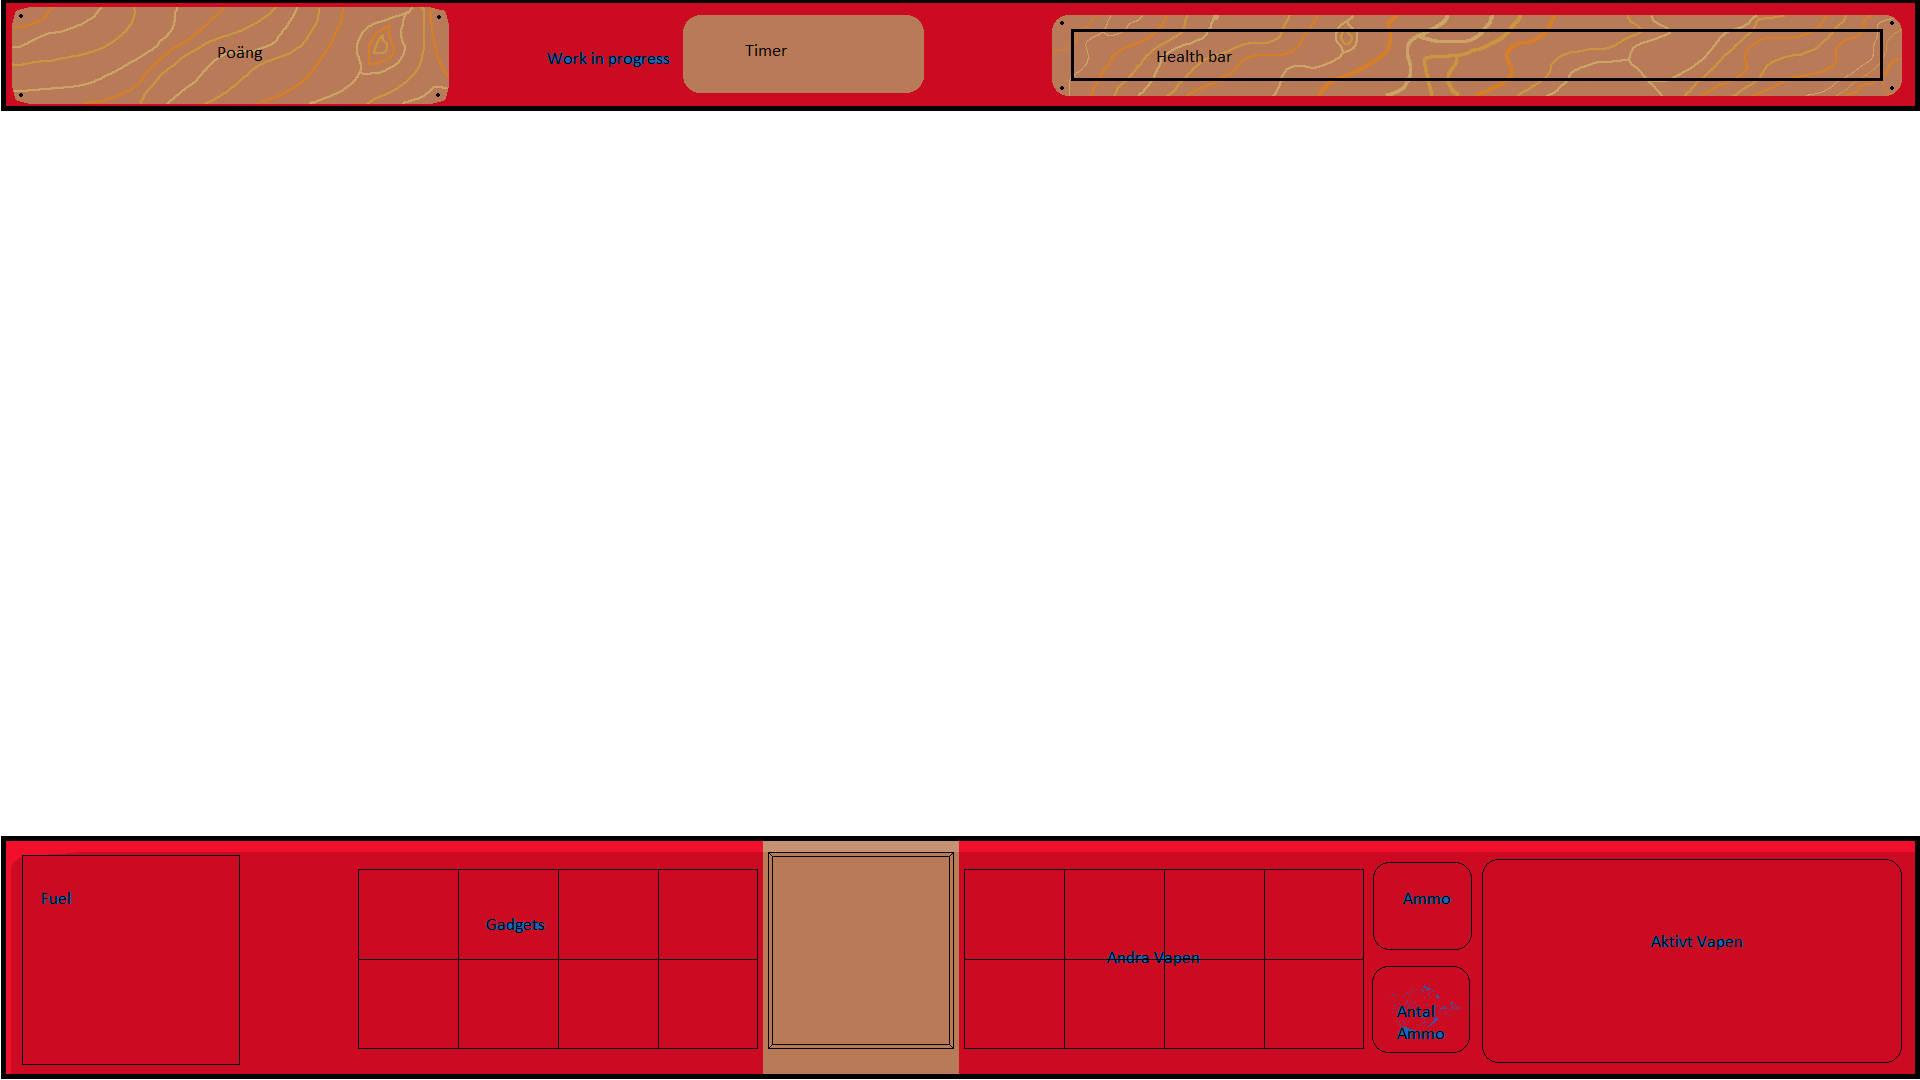 Poäng
Work in progress
Timer
Health bar
Fuel
Gadgets
Andra Vapen
Ammo
Antal
Ammo
Aktivt Vapen